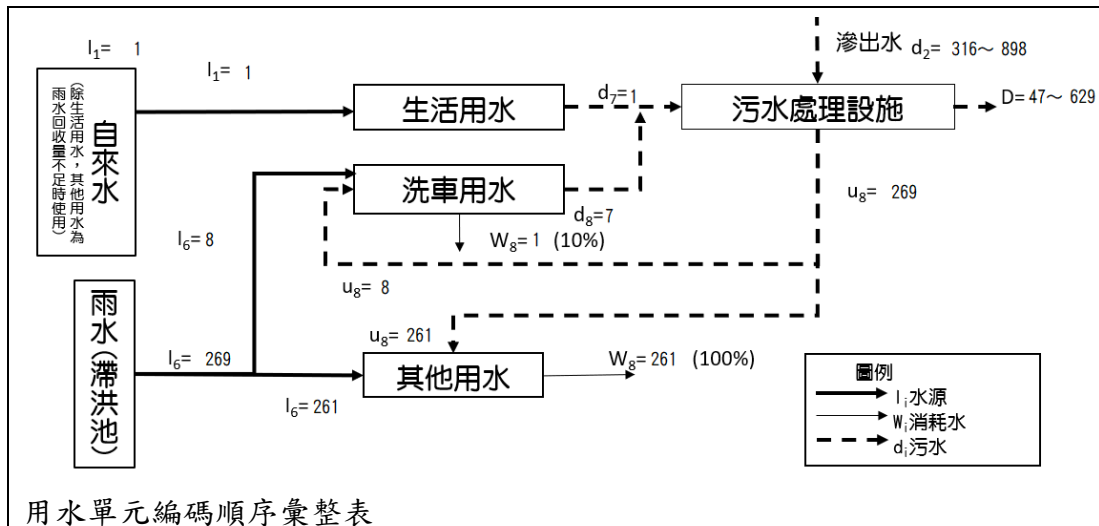 I₁= 1
I₁= 1
自來水
(除生活用水，其他用水為
雨水回收量不足時使用)
生活用水
d₇=1
滲出水 d₂= 316～ 898
污水處理設施
D= 47～ 629
洗車用水
d₈=7
W₈= 1 (10%)
I₆= 8
u₈= 269
u₈= 8
雨水(滯洪池)
I₆= 269
u₈= 261
其他用水
W₈= 261 (100%)
I₆= 261
圖例
Iᵢ水源
Wᵢ消耗水
dᵢ污水
用水單元編碼順序彙整表